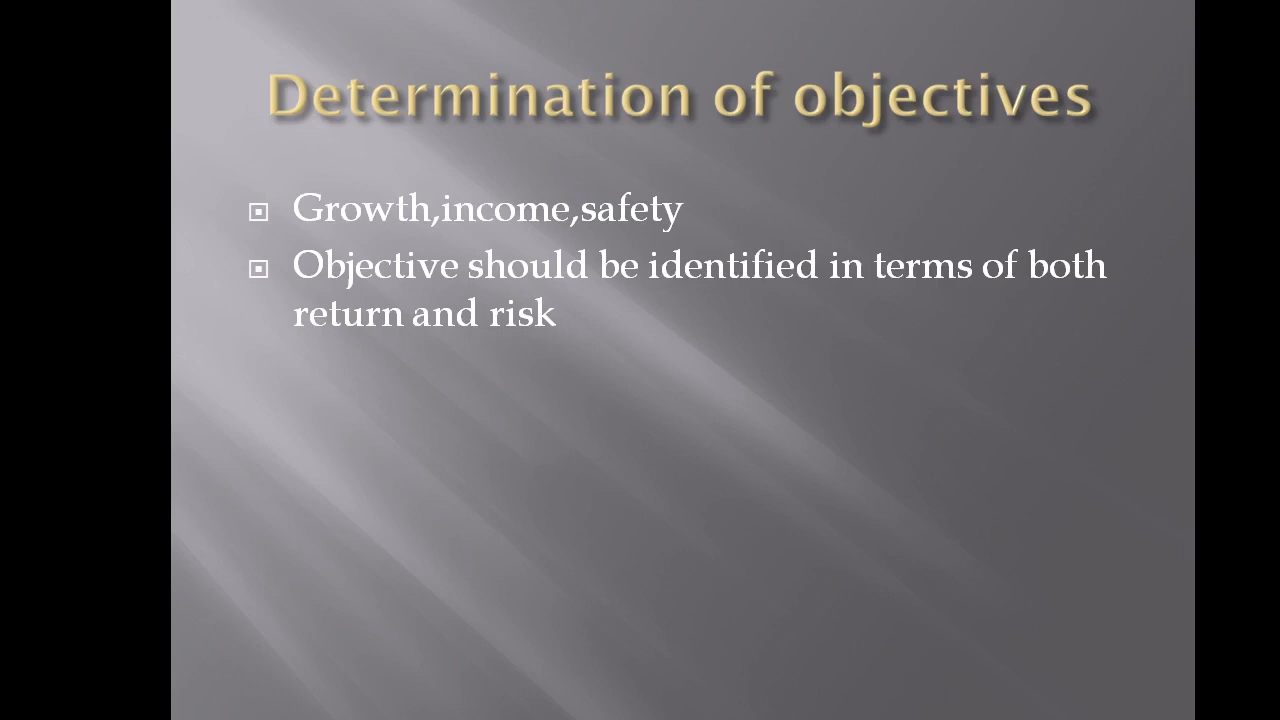 Determination of objectives
Growth,income,safety
Objective should be identified in terms of both
return and risk